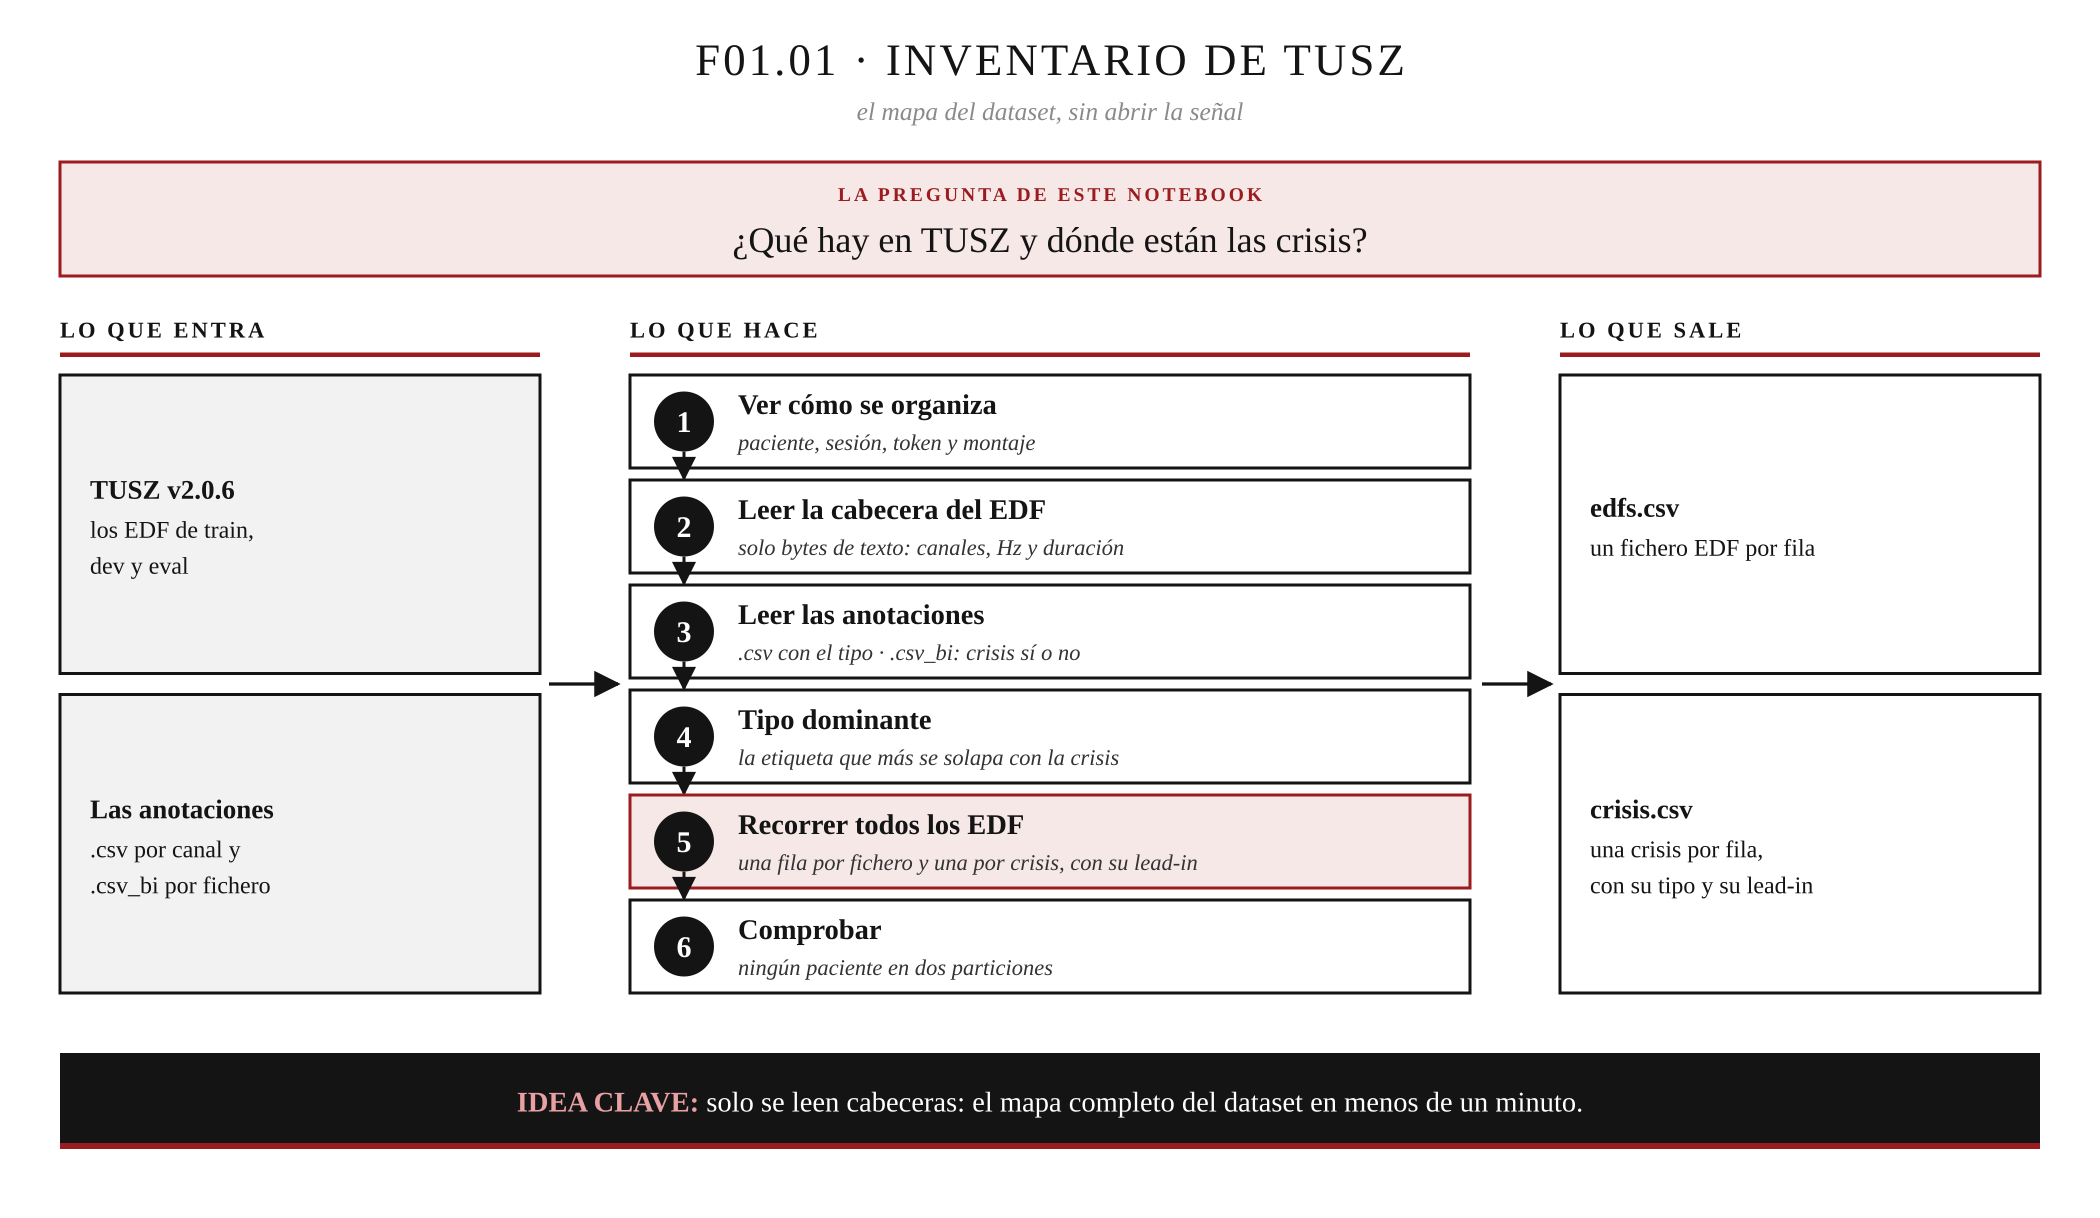 F01.01 · INVENTARIO DE TUSZ
el mapa del dataset, sin abrir la señal
LA PREGUNTA DE ESTE NOTEBOOK
¿Qué hay en TUSZ y dónde están las crisis?
LO QUE ENTRA
TUSZ v2.0.6
los EDF de train,
dev y eval
Las anotaciones
.csv por canal y
.csv_bi por fichero
LO QUE HACE
1
Ver cómo se organiza
paciente, sesión, token y montaje
2
Leer la cabecera del EDF
solo bytes de texto: canales, Hz y duración
3
Leer las anotaciones
.csv con el tipo · .csv_bi: crisis sí o no
4
Tipo dominante
la etiqueta que más se solapa con la crisis
5
Recorrer todos los EDF
una fila por fichero y una por crisis, con su lead-in
6
Comprobar
ningún paciente en dos particiones
LO QUE SALE
edfs.csv
un fichero EDF por fila
crisis.csv
una crisis por fila,
con su tipo y su lead-in
IDEA CLAVE: solo se leen cabeceras: el mapa completo del dataset en menos de un minuto.